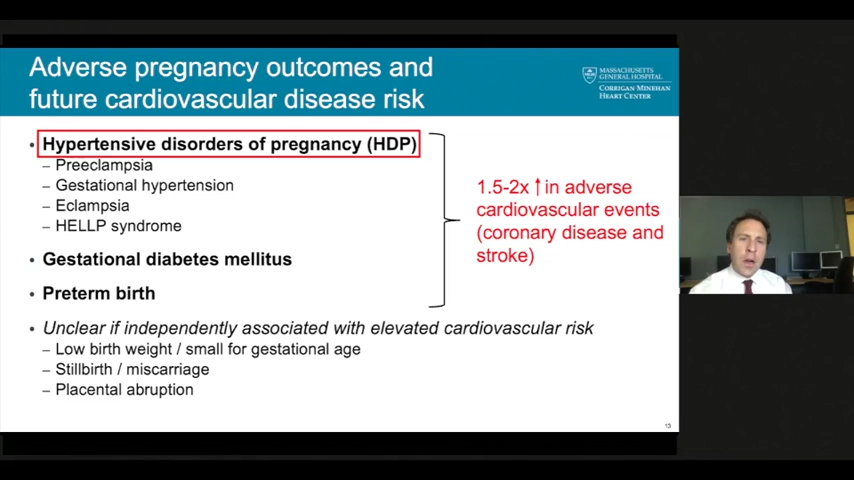 Adverse pregnancy outcomes and
future cardiovascular disease risk
MASSACHUSETTS
GENERAL HOSPITAL
CORRIGAN MINEHAN
HEART CENTER
• Hypertensive disorders of pregnancy (HDP)
– Preeclampsia
– Gestational hypertension
– Eclampsia
– HELLP syndrome
• Gestational diabetes mellitus
• Preterm birth
1.5-2x ↑ in adverse
cardiovascular events
(coronary disease and
stroke)
• Unclear if independently associated with elevated cardiovascular risk
– Low birth weight / small for gestational age
– Stillbirth / miscarriage
– Placental abruption
13